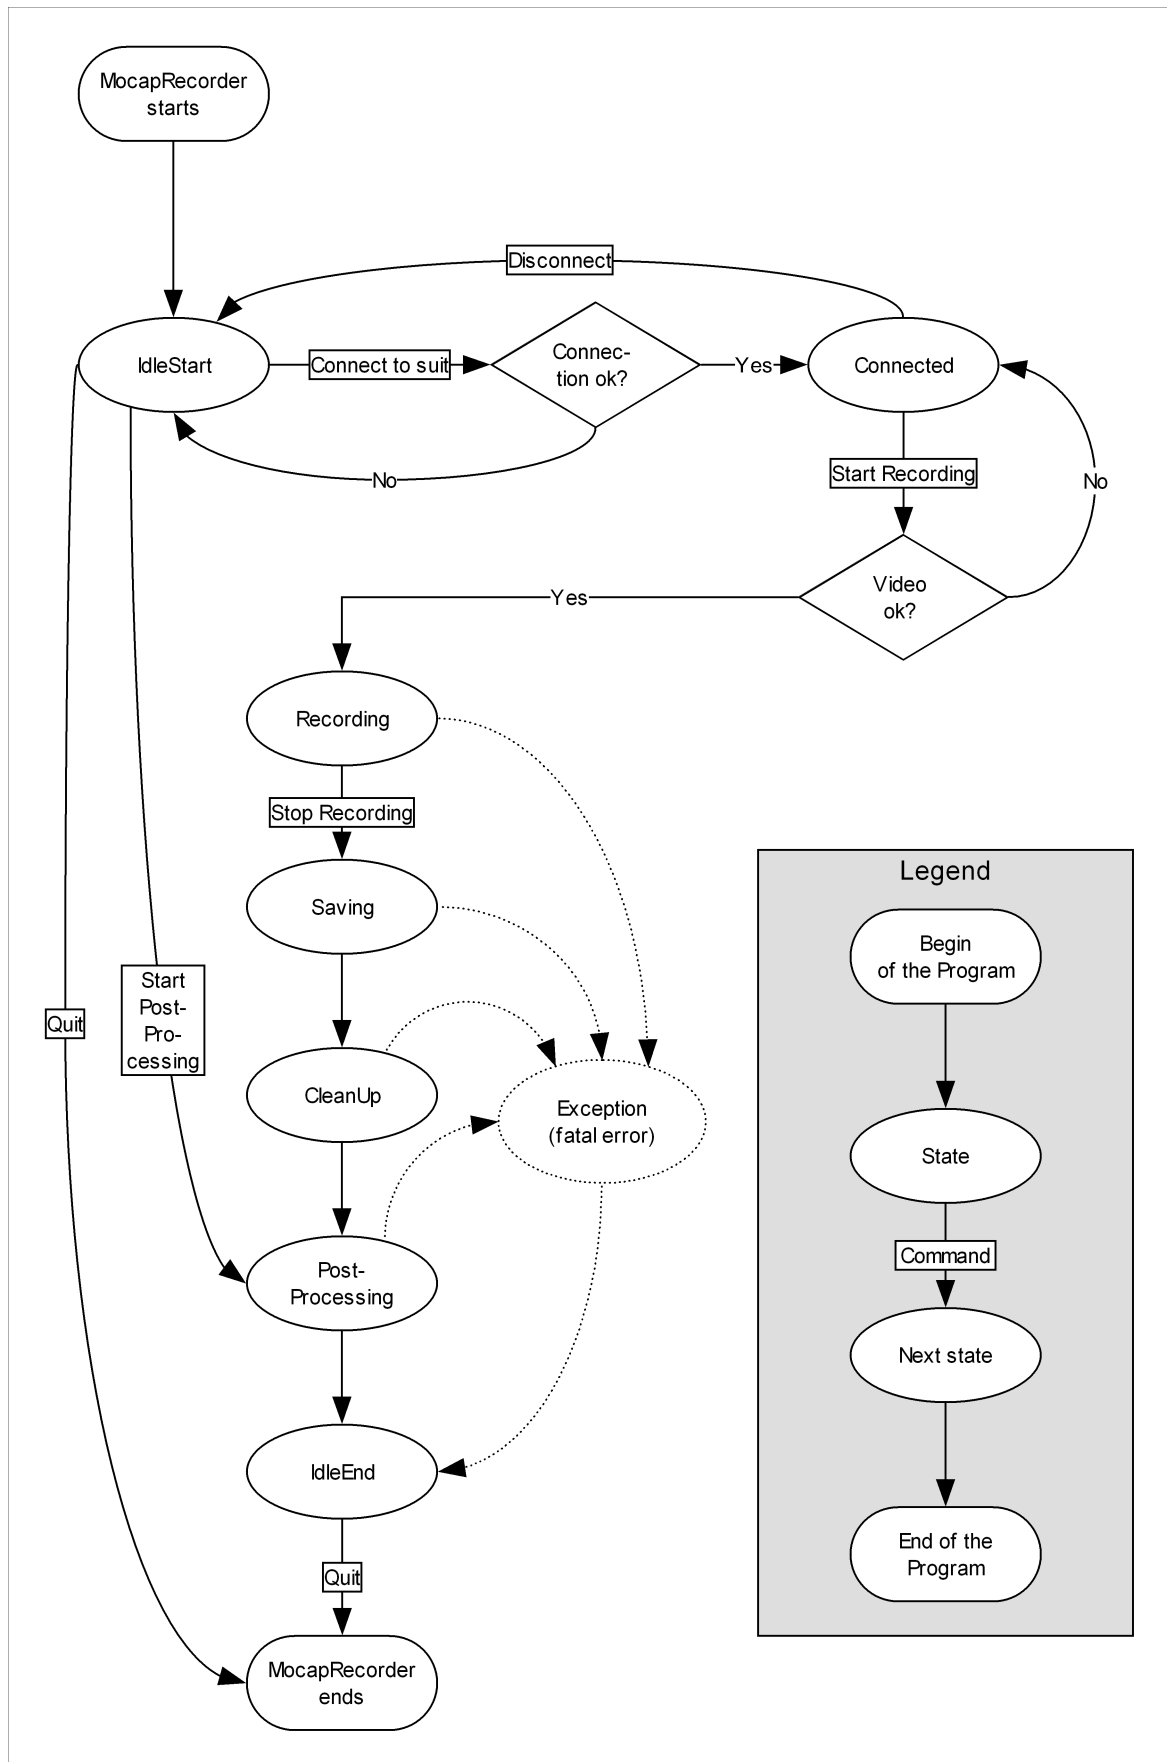 MocapRecorder
starts
Disconnect
IdleStart
Connect to suit
Connec-
tion ok?
Yes
Connected
No
Start Recording
No
Video
ok?
Yes
Recording
Stop Recording
Saving
Start
Post-
Pro-
cessing
Quit
CleanUp
Exception
(fatal error)
Post-
Processing
IdleEnd
Quit
MocapRecorder
ends
Legend
Begin
of the Program
State
Command
Next state
End of the
Program